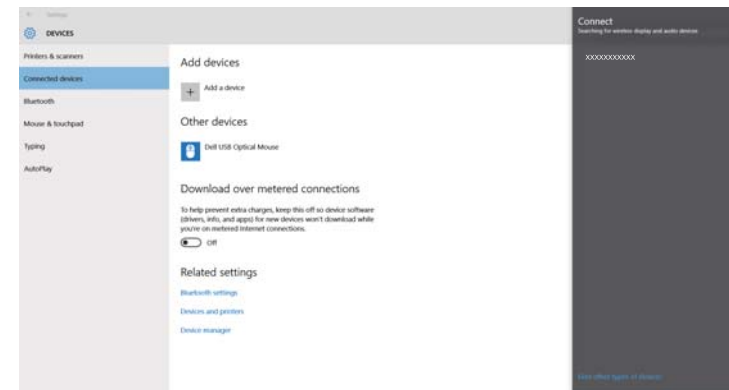 Settings
DEVICES
Printers & scanners
Connected devices
Bluetooth
Mouse & touchpad
Typing
AutoPlay
Add devices
Add a device
Other devices
Dell USB Optical Mouse
Download over metered connections
To help prevent extra charges, keep this off so device software
(drivers, info, and apps) for new devices won't download while
you're on metered Internet connections.
Off
Related settings
Bluetooth settings
Devices and printers
Device manager
Connect
Searching for wireless display and audio devices
xxxxxxxxxxx
types of devices